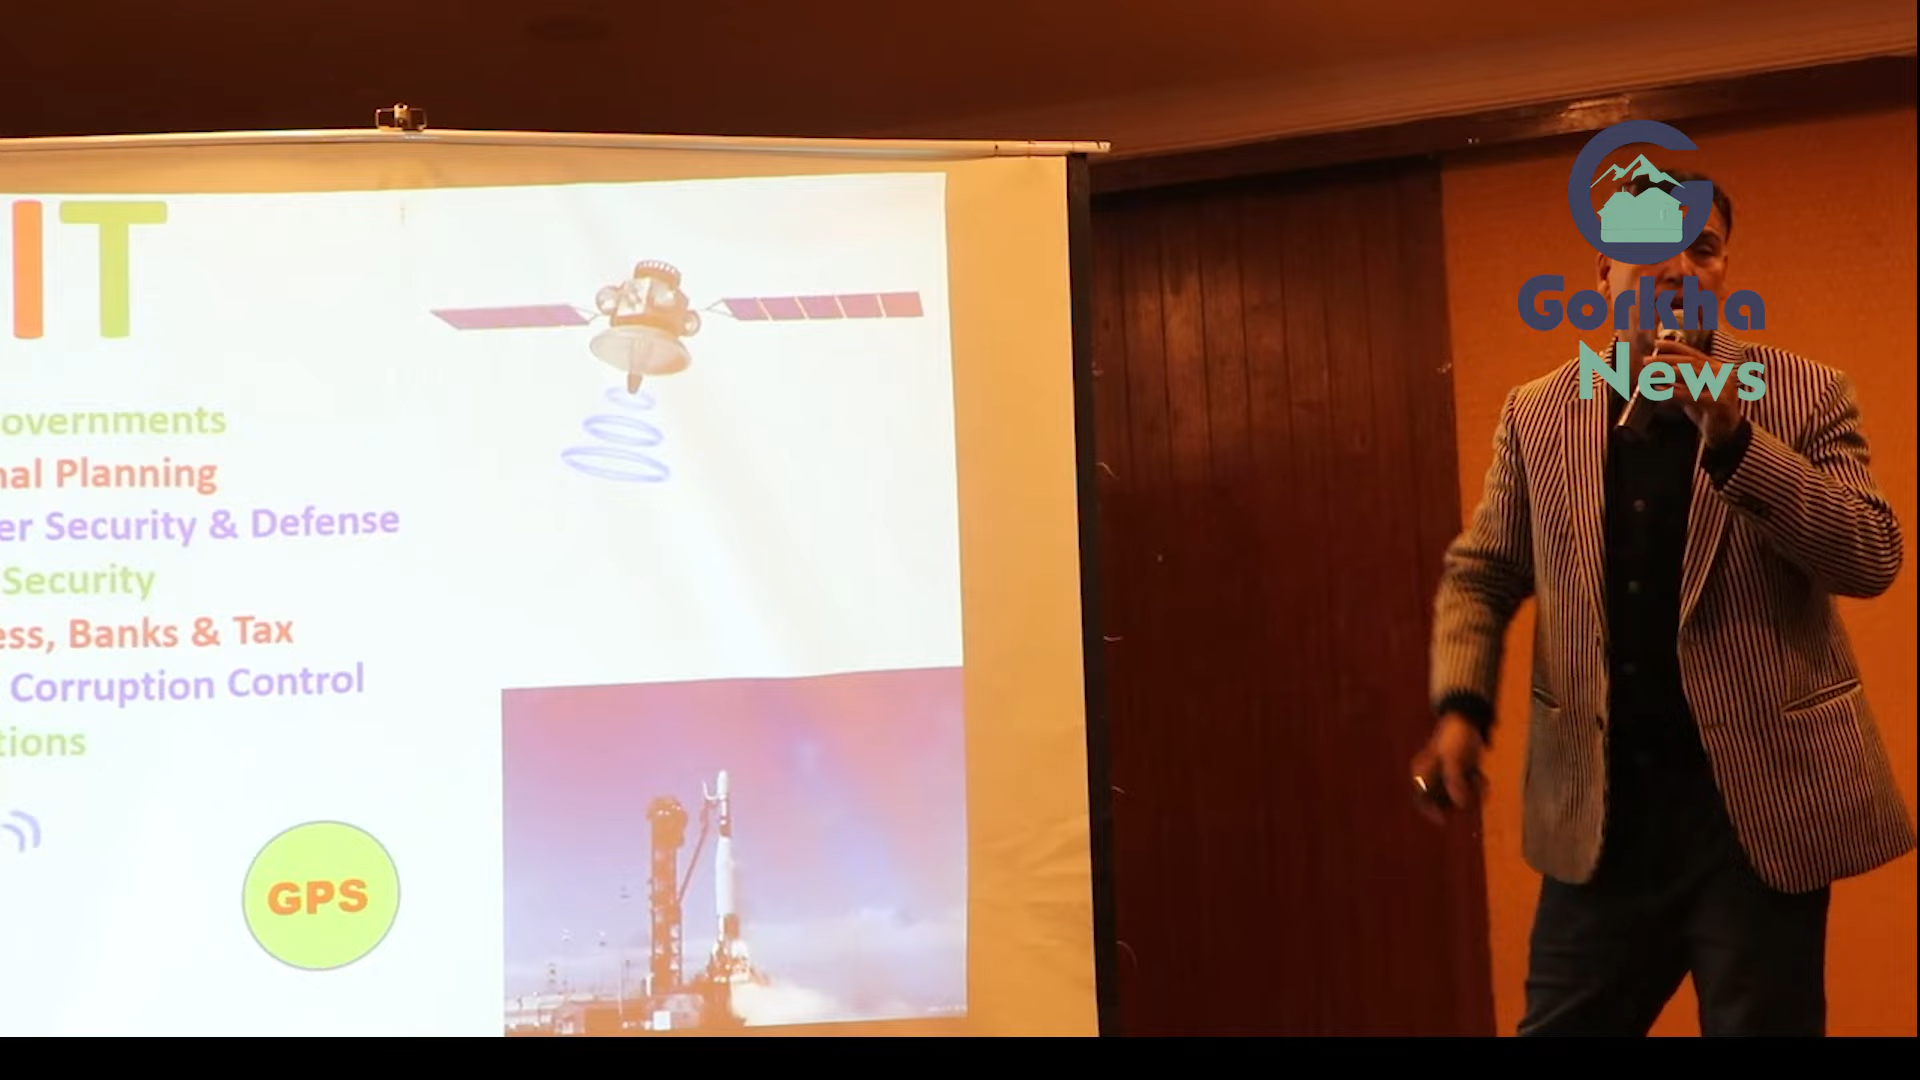 IT
overnments
nal Planning
er Security & Defense
Security
ess, Banks & Tax
Corruption Control
tions
GPS
Gorkha
News